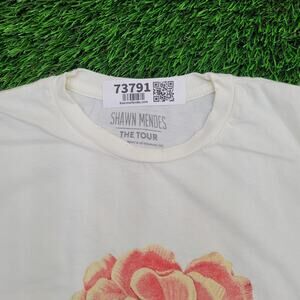 73791
SHAWN MENDES
THE TOUR